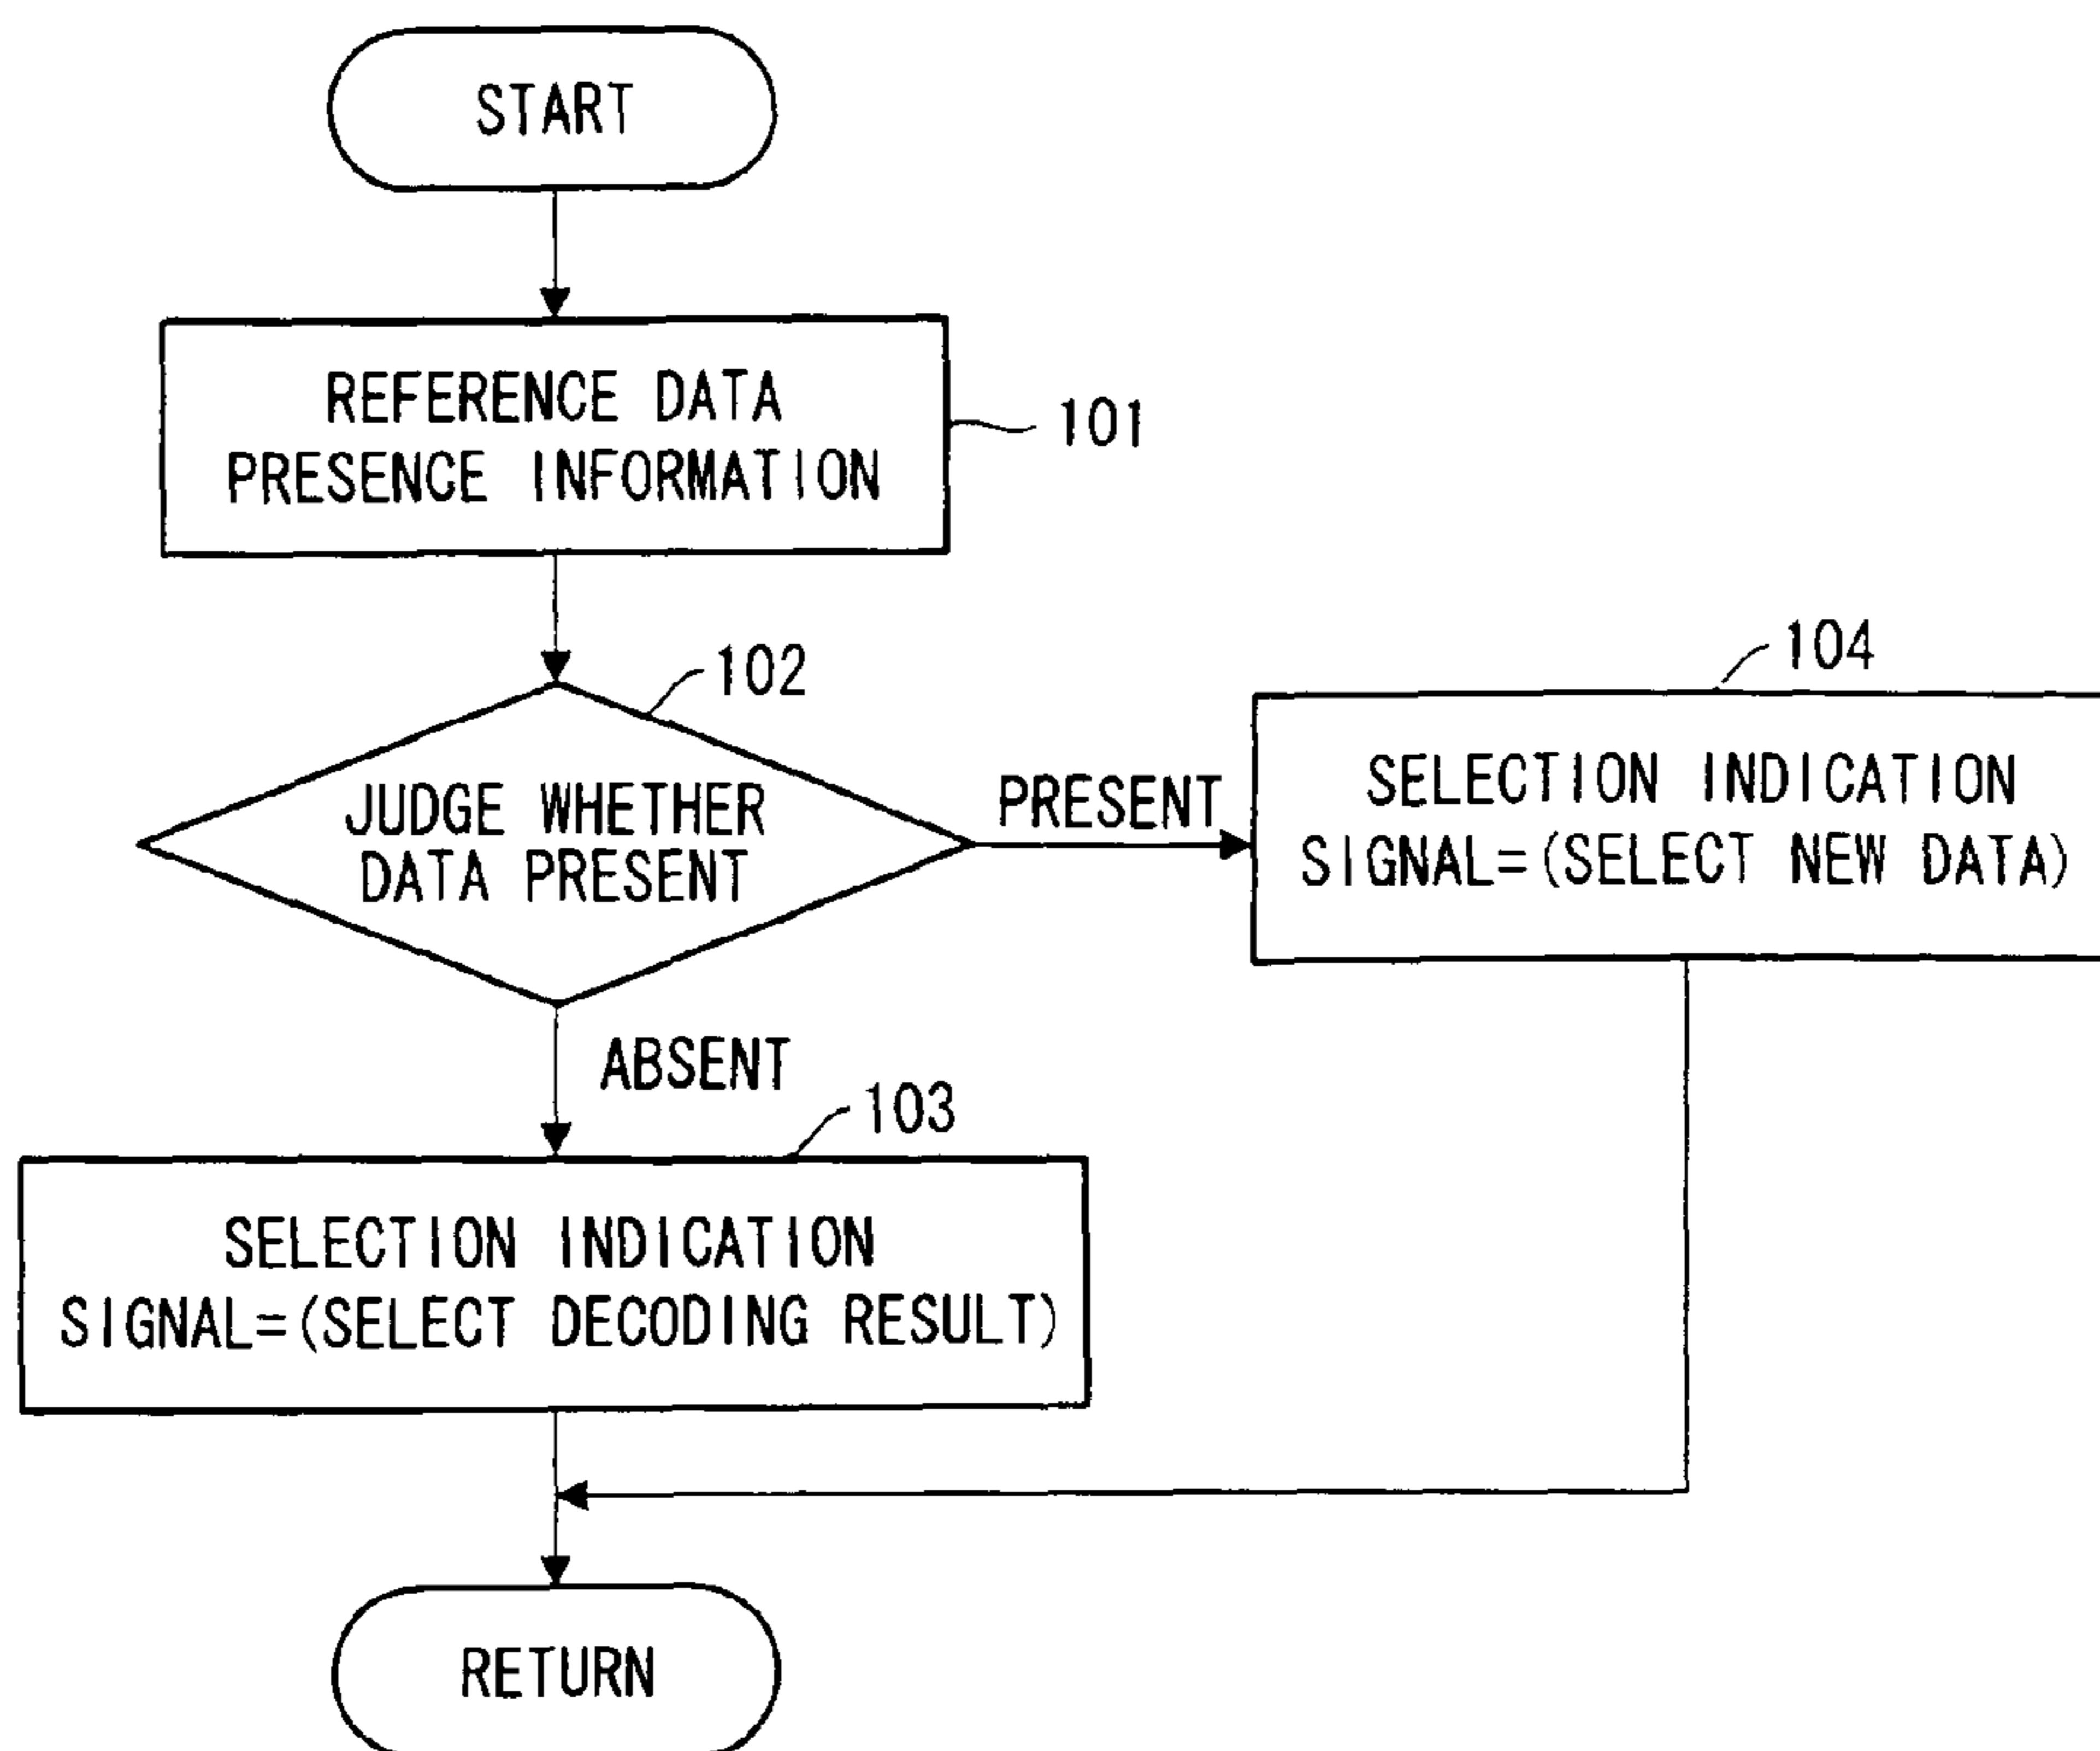 START
REFERENCE DATA
PRESENCE INFORMATION
101
102
JUDGE WHETHER
DATA PRESENT
PRESENT
104
SELECTION INDICATION
SIGNAL=(SELECT NEW DATA)
ABSENT
103
SELECTION INDICATION
SIGNAL=(SELECT DECODING RESULT)
RETURN